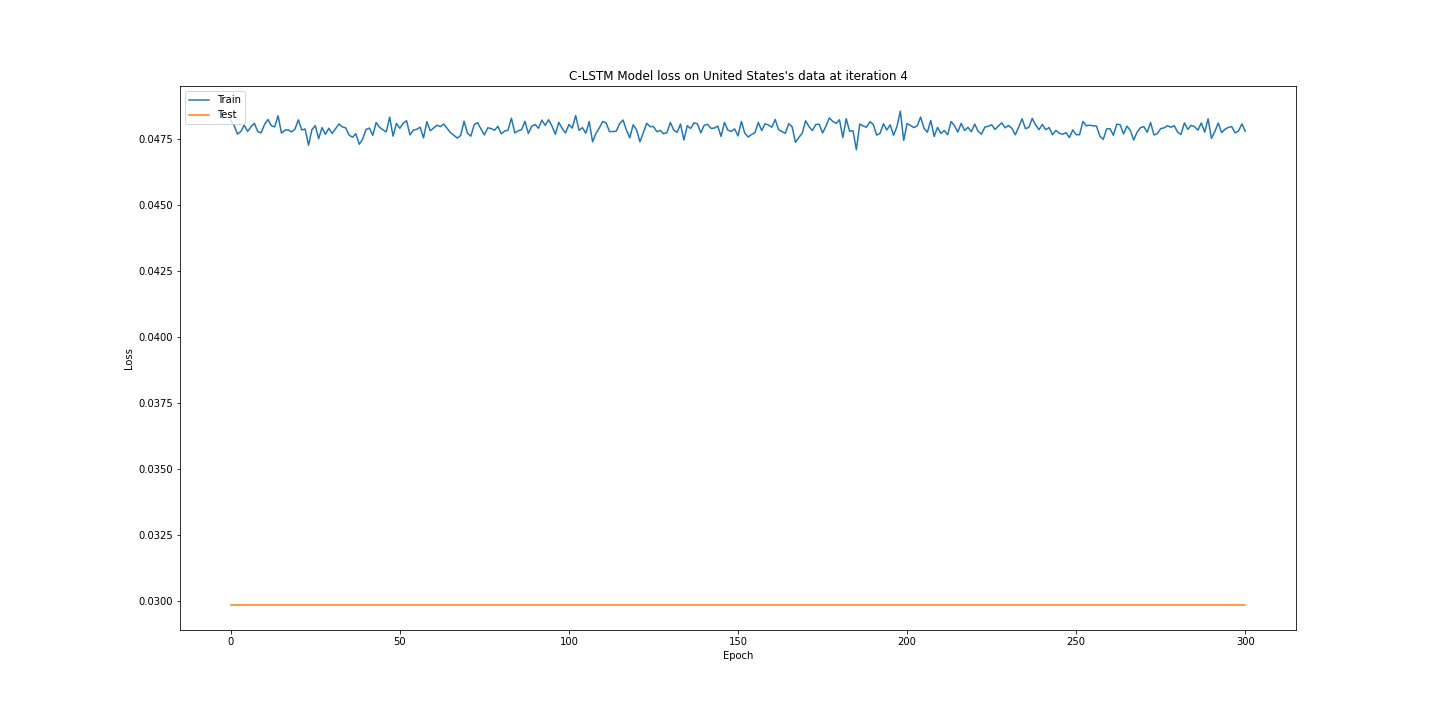 C-LSTM Model loss on United States's data at iteration 4
Train
Test
0.0475
0.0450
0.0425
0.0400
0.0375
0.0350
0.0325
0.0300
Loss
0 50 100 150 200 250 300
Epoch